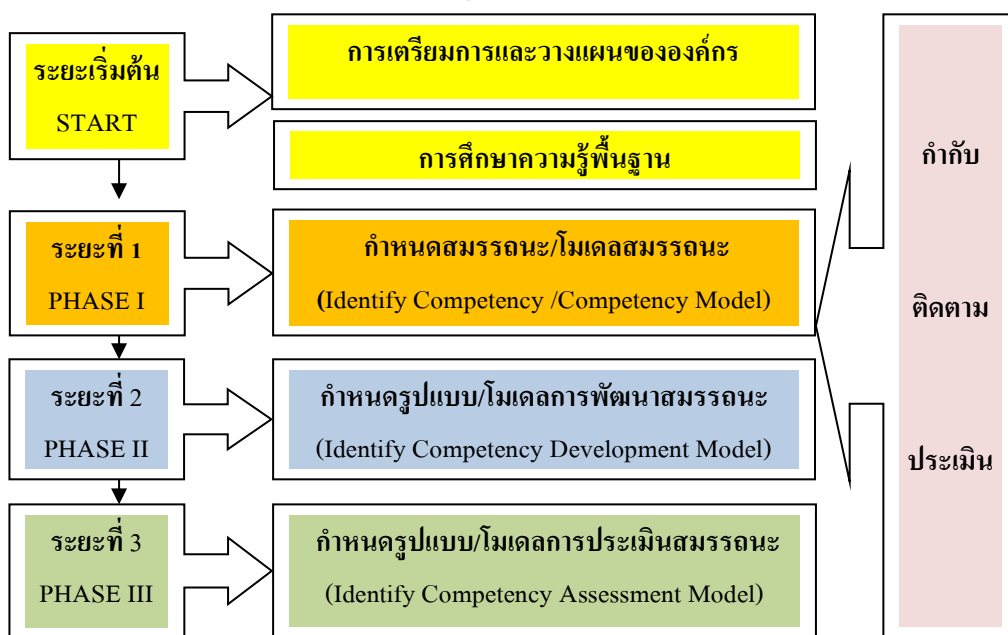 ระยะเริ่มต้น
START
การเตรียมการและวางแผนขององค์กร
การศึกษาความรู้พื้นฐาน
ระยะที่ 1
PHASE I
กำหนดสมรรถนะ/โมเดลสมรรถนะ
(Identify Competency /Competency Model)
ระยะที่ 2
PHASE II
กำหนดรูปแบบ/โมเดลการพัฒนาสมรรถนะ
(Identify Competency Development Model)
ระยะที่ 3
PHASE III
กำหนดรูปแบบ/โมเดลการประเมินสมรรถนะ
(Identify Competency Assessment Model)
กำกับ
ติดตาม
ประเมิน